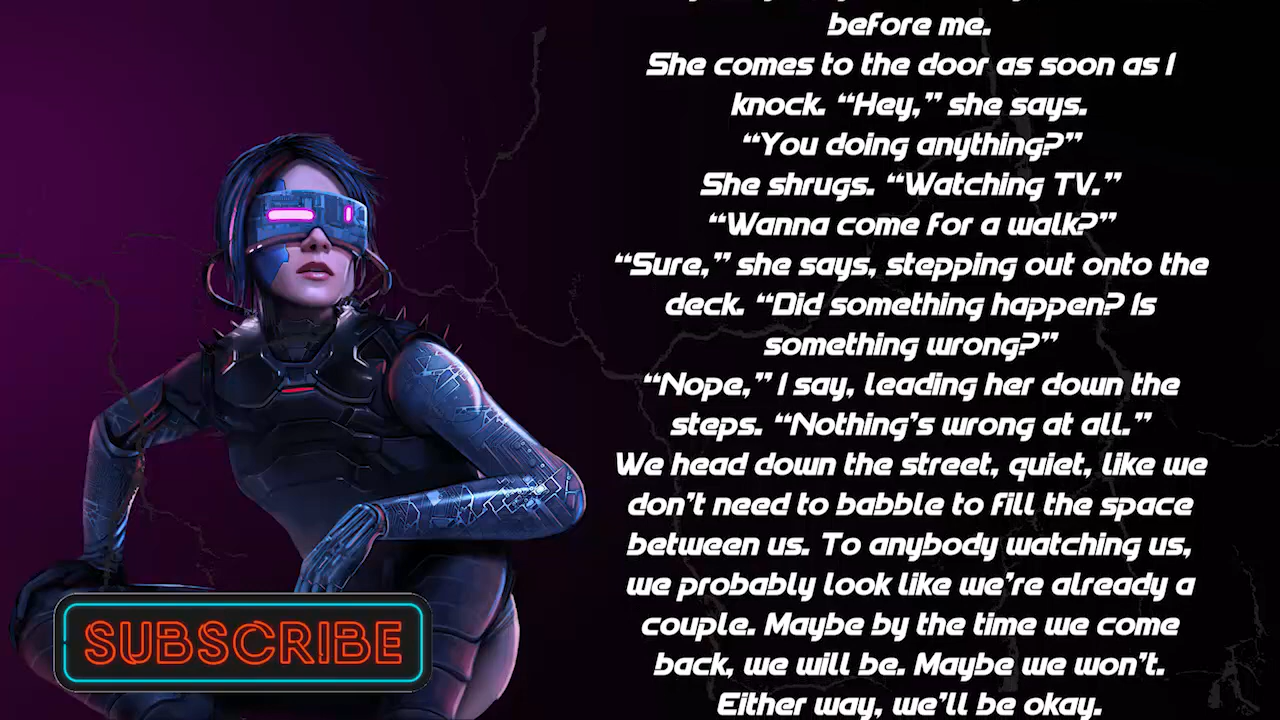 before me.
She comes to the door as soon as I
knock. “Hey,” she says.
“You doing anything?”
She shrugs. “Watching TV.”
“Wanna come for a walk?”
“Sure,” she says, stepping out onto the
deck. “Did something happen? Is
something wrong?”
“Nope,” I say, leading her down the
steps. “Nothing’s wrong at all.”
We head down the street, quiet, like we
don’t need to babble to fill the space
between us. To anybody watching us,
we probably look like we’re already a
couple. Maybe by the time we come
back, we will be. Maybe we won’t.
Either way, we’ll be okay.
SUBSCRIBE